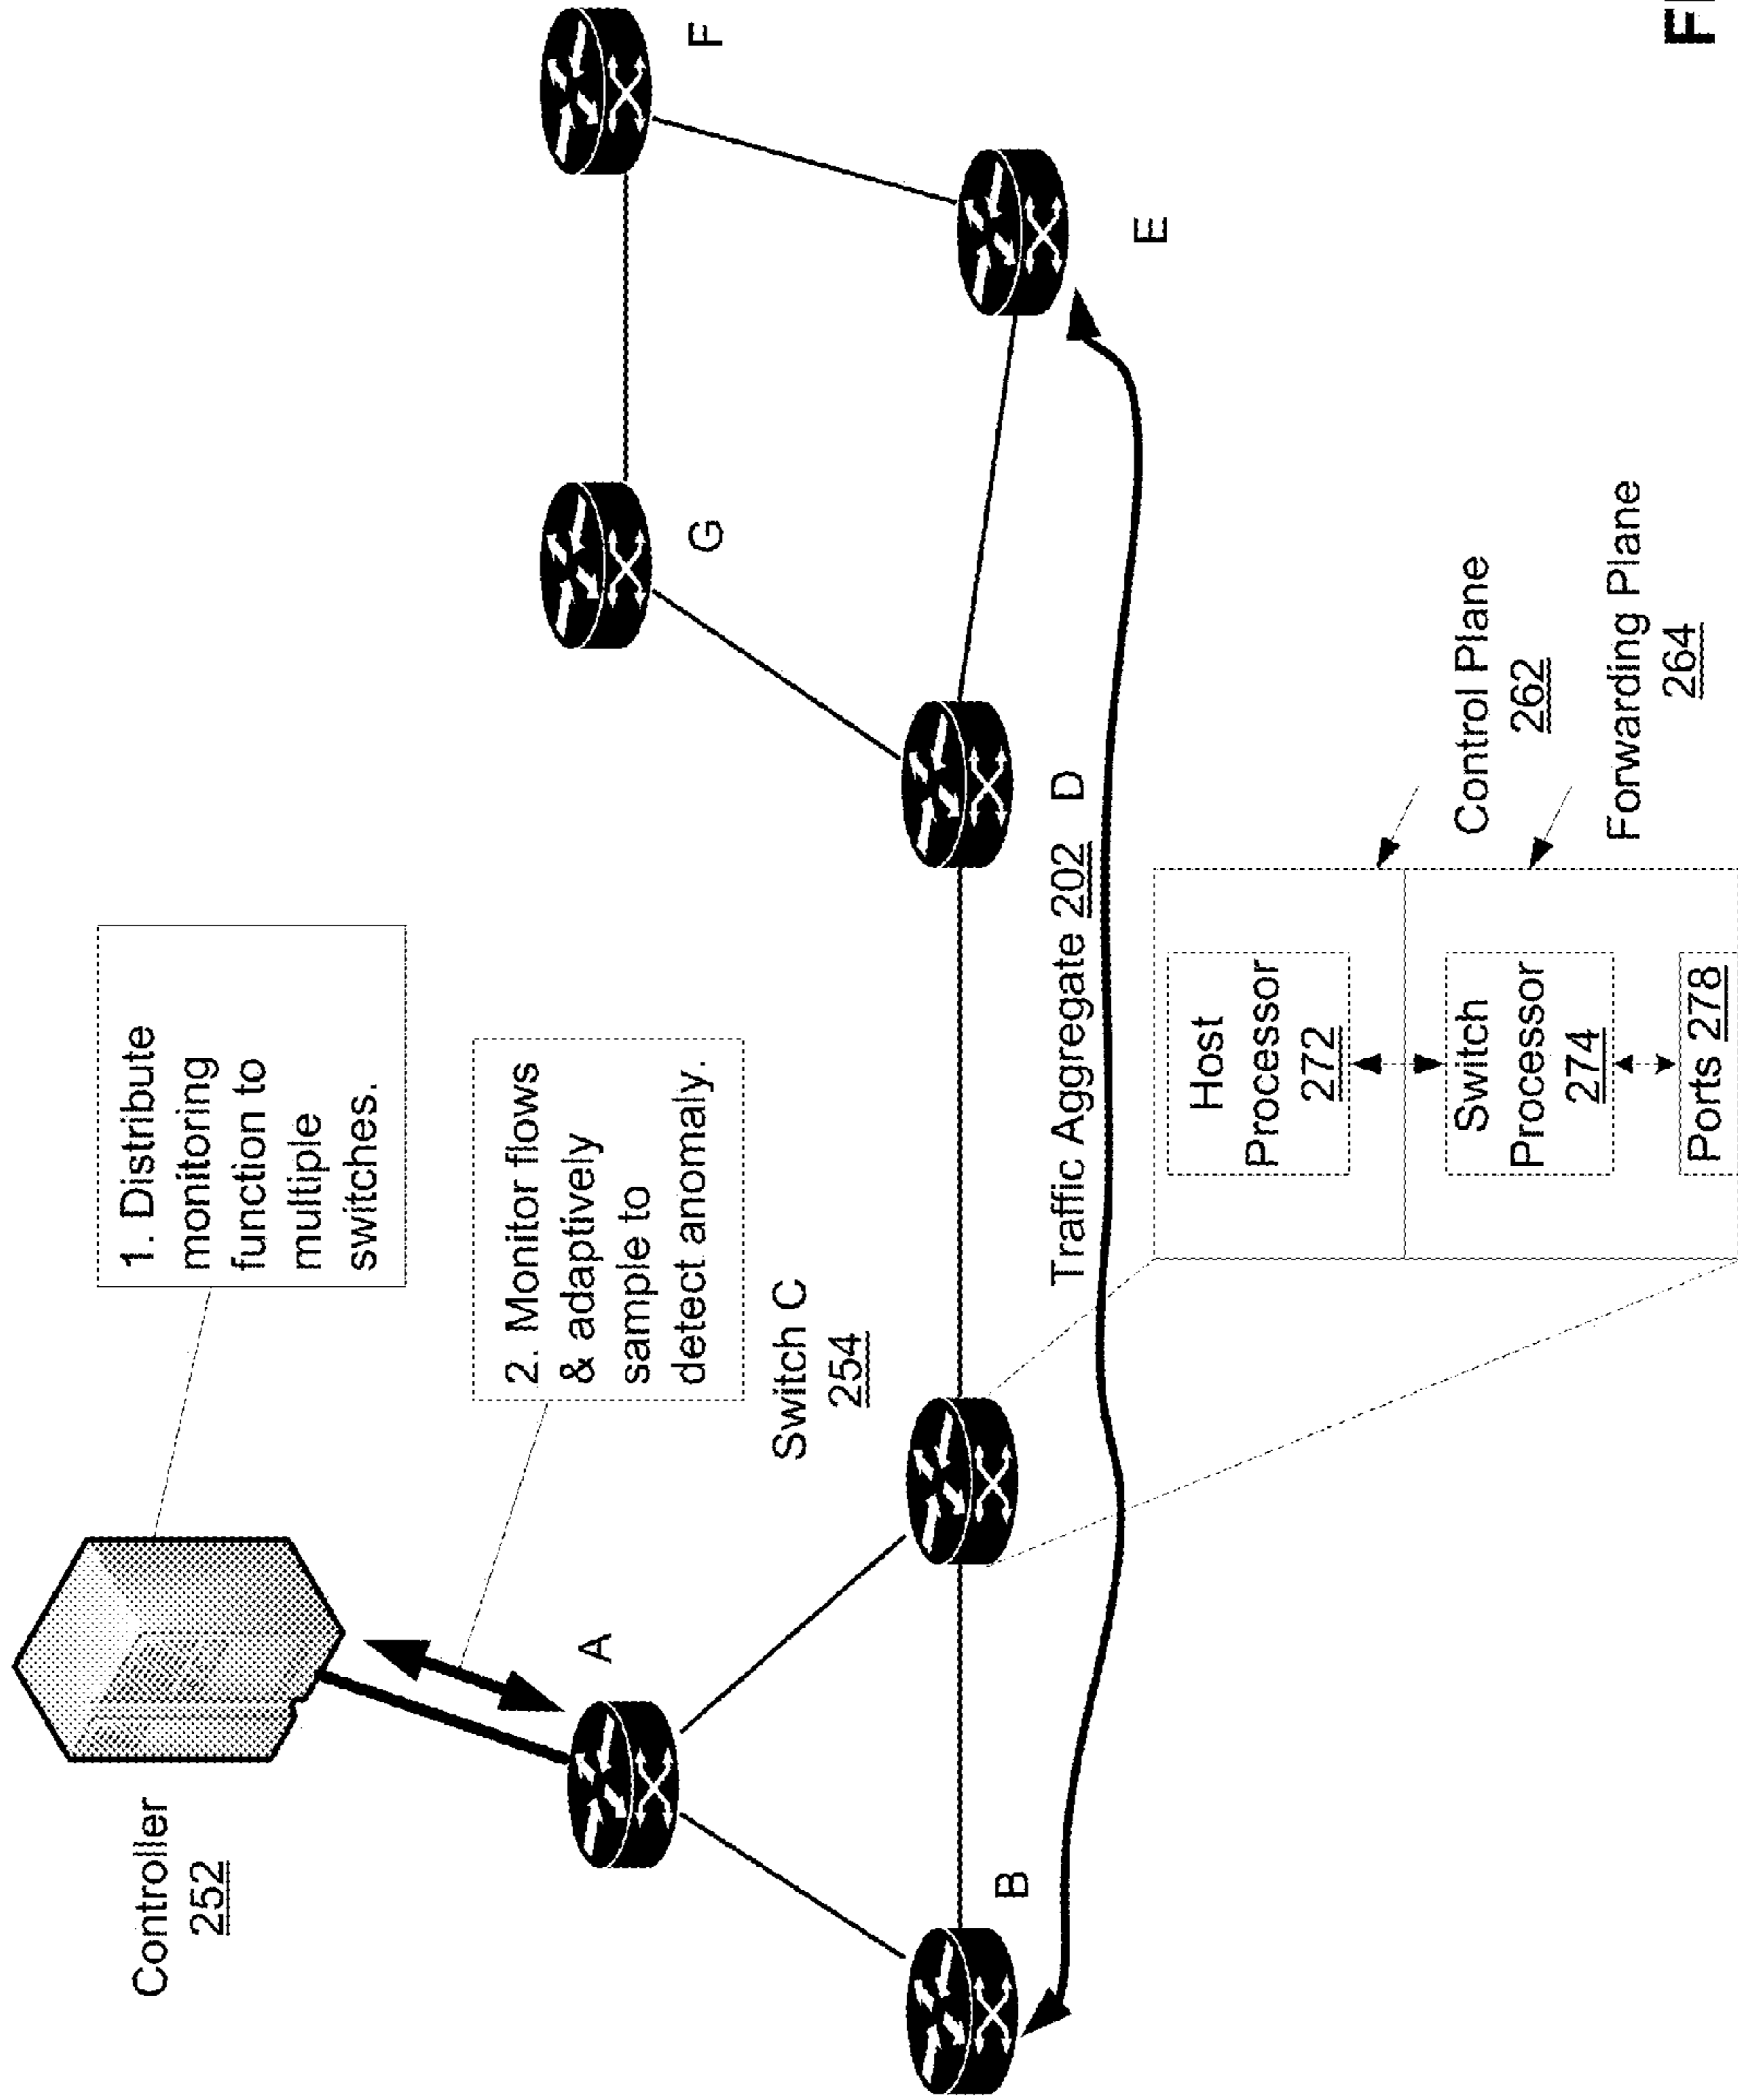 Controller
252
1. Distribute
monitoring
function to
multiple
switches.
2. Monitor flows
& adaptively
sample to
detect anomaly.
A
Switch C
254
B
G
F
D
E
Traffic Aggregate 202
Host
Processor
272
Switch
Processor
274
Ports 278
Control Plane
262
Forwarding Plane
264